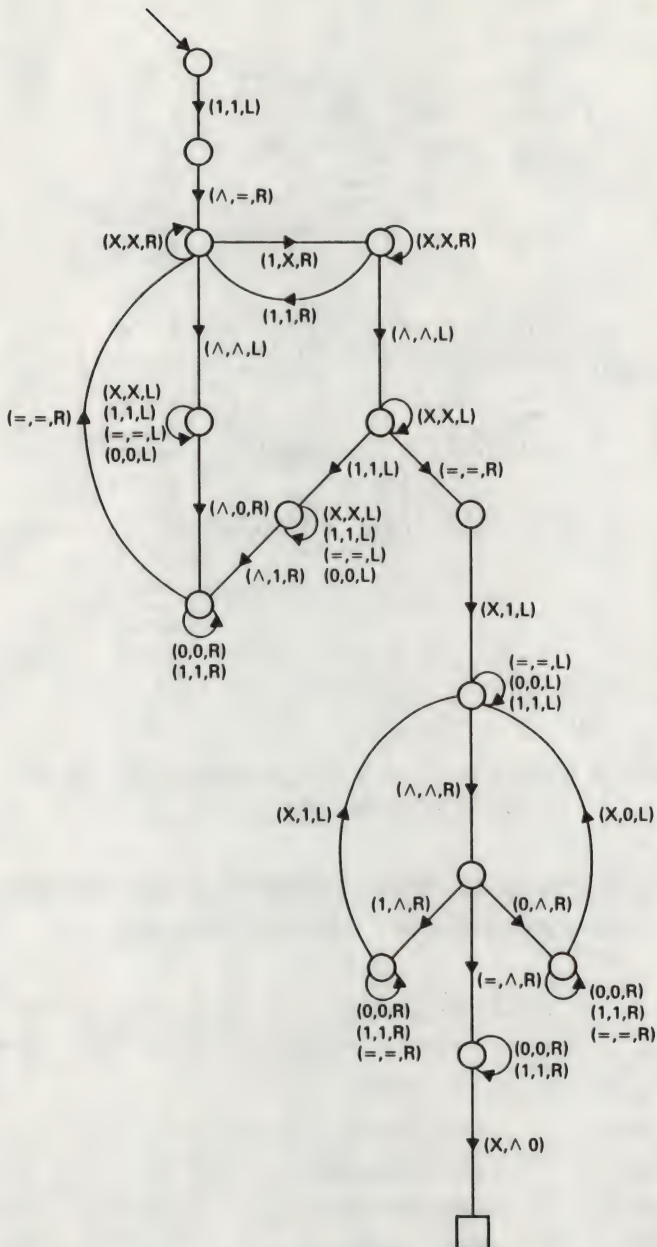 (1,1,L)
(∧,=,R)
(X,X,R)
(1,X,R)
(X,X,R)
(1,1,R)
(∧,∧,L)
(∧,∧,L)
(X,X,L)
(1,1,L)
(=,=,L)
(0,0,L)
(=,=,R)
(X,X,L)
(1,1,L)
(=,=,R)
(∧,0,R)
(X,X,L)
(1,1,L)
(=,=,L)
(0,0,L)
(∧,1,R)
(X,1,L)
(0,0,R)
(1,1,R)
(=,=,L)
(0,0,L)
(1,1,L)
(∧,∧,R)
(X,1,L)
(X,0,L)
(1,∧,R)
(0,∧,R)
(=,∧,R)
(0,0,R)
(1,1,R)
(=,=,R)
(0,0,R)
(1,1,R)
(=,=,R)
(0,0,R)
(1,1,R)
(X,∧ 0)